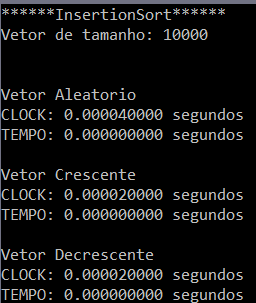 ******InsertionSort******
Vetor de tamanho: 10000
Vetor Aleatorio
CLOCK: 0.000040000 segundos
TEMPO: 0.000000000 segundos
Vetor Crescente
CLOCK: 0.000020000 segundos
TEMPO: 0.000000000 segundos
Vetor Decrescente
CLOCK: 0.000020000 segundos
TEMPO: 0.000000000 segundos